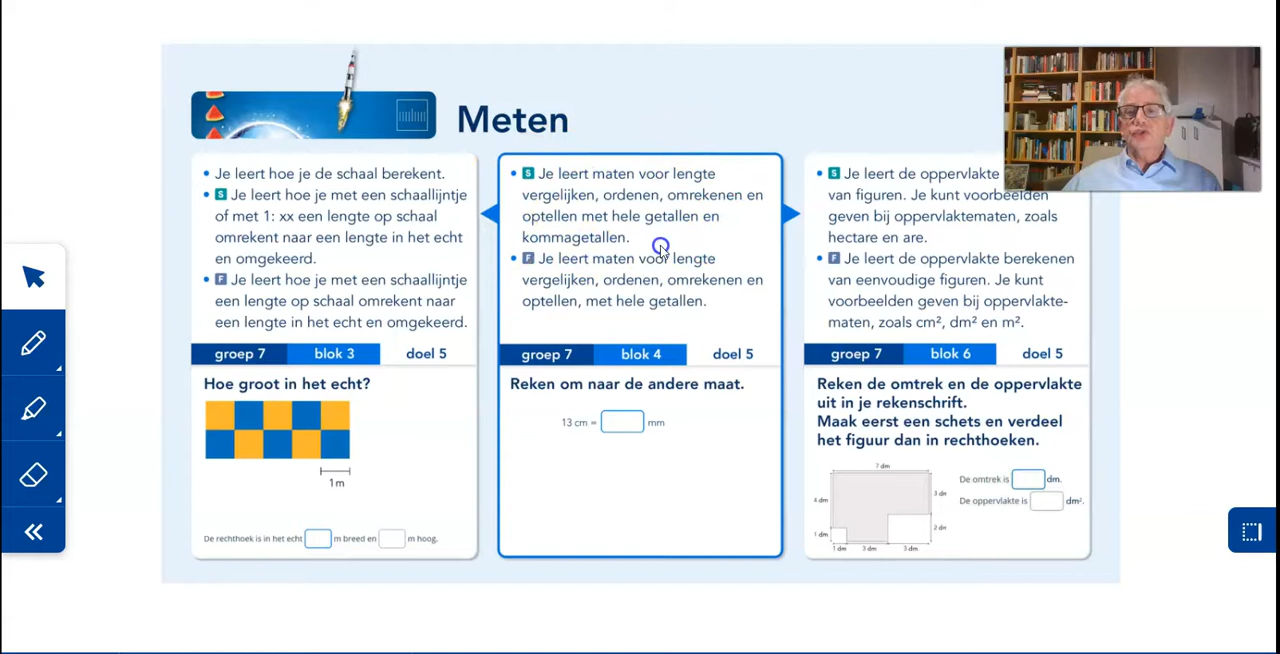 Meten
• Je leert hoe je de schaal berekent.
• S Je leert hoe je met een schaallijntje
of met 1: xx een lengte op schaal
omrekent naar een lengte in het echt
en omgekeerd.
• F Je leert hoe je met een schaallijntje
een lengte op schaal omrekent naar
een lengte in het echt en omgekeerd.
groep 7 blok 3 doel 5
Hoe groot in het echt?
1 m
De rechthoek is in het echt m breed en m hoog.
• S Je leert maten voor lengte
vergelijken, ordenen, omrekenen en
optellen met hele getallen en
kommagetallen.
• F Je leert maten voor lengte
vergelijken, ordenen, omrekenen en
optellen, met hele getallen.
groep 7 blok 4 doel 5
Reken om naar de andere maat.
13 cm = mm
• S Je leert de oppervlakte
van figuren. Je kunt voorbeelden
geven bij oppervlaktematen, zoals
hectare en are.
• F Je leert de oppervlakte berekenen
van eenvoudige figuren. Je kunt
voorbeelden geven bij oppervlakte-
maten, zoals cm², dm² en m².
groep 7 blok 6 doel 5
Reken de omtrek en de oppervlakte
uit in je rekenschrift.
Maak eerst een schets en verdeel
het figuur dan in rechthoeken.
7 dm
De omtrek is dm.
3 dm
De oppervlakte is dm².
2 dm
1 dm
1 dm 3 dm 3 dm